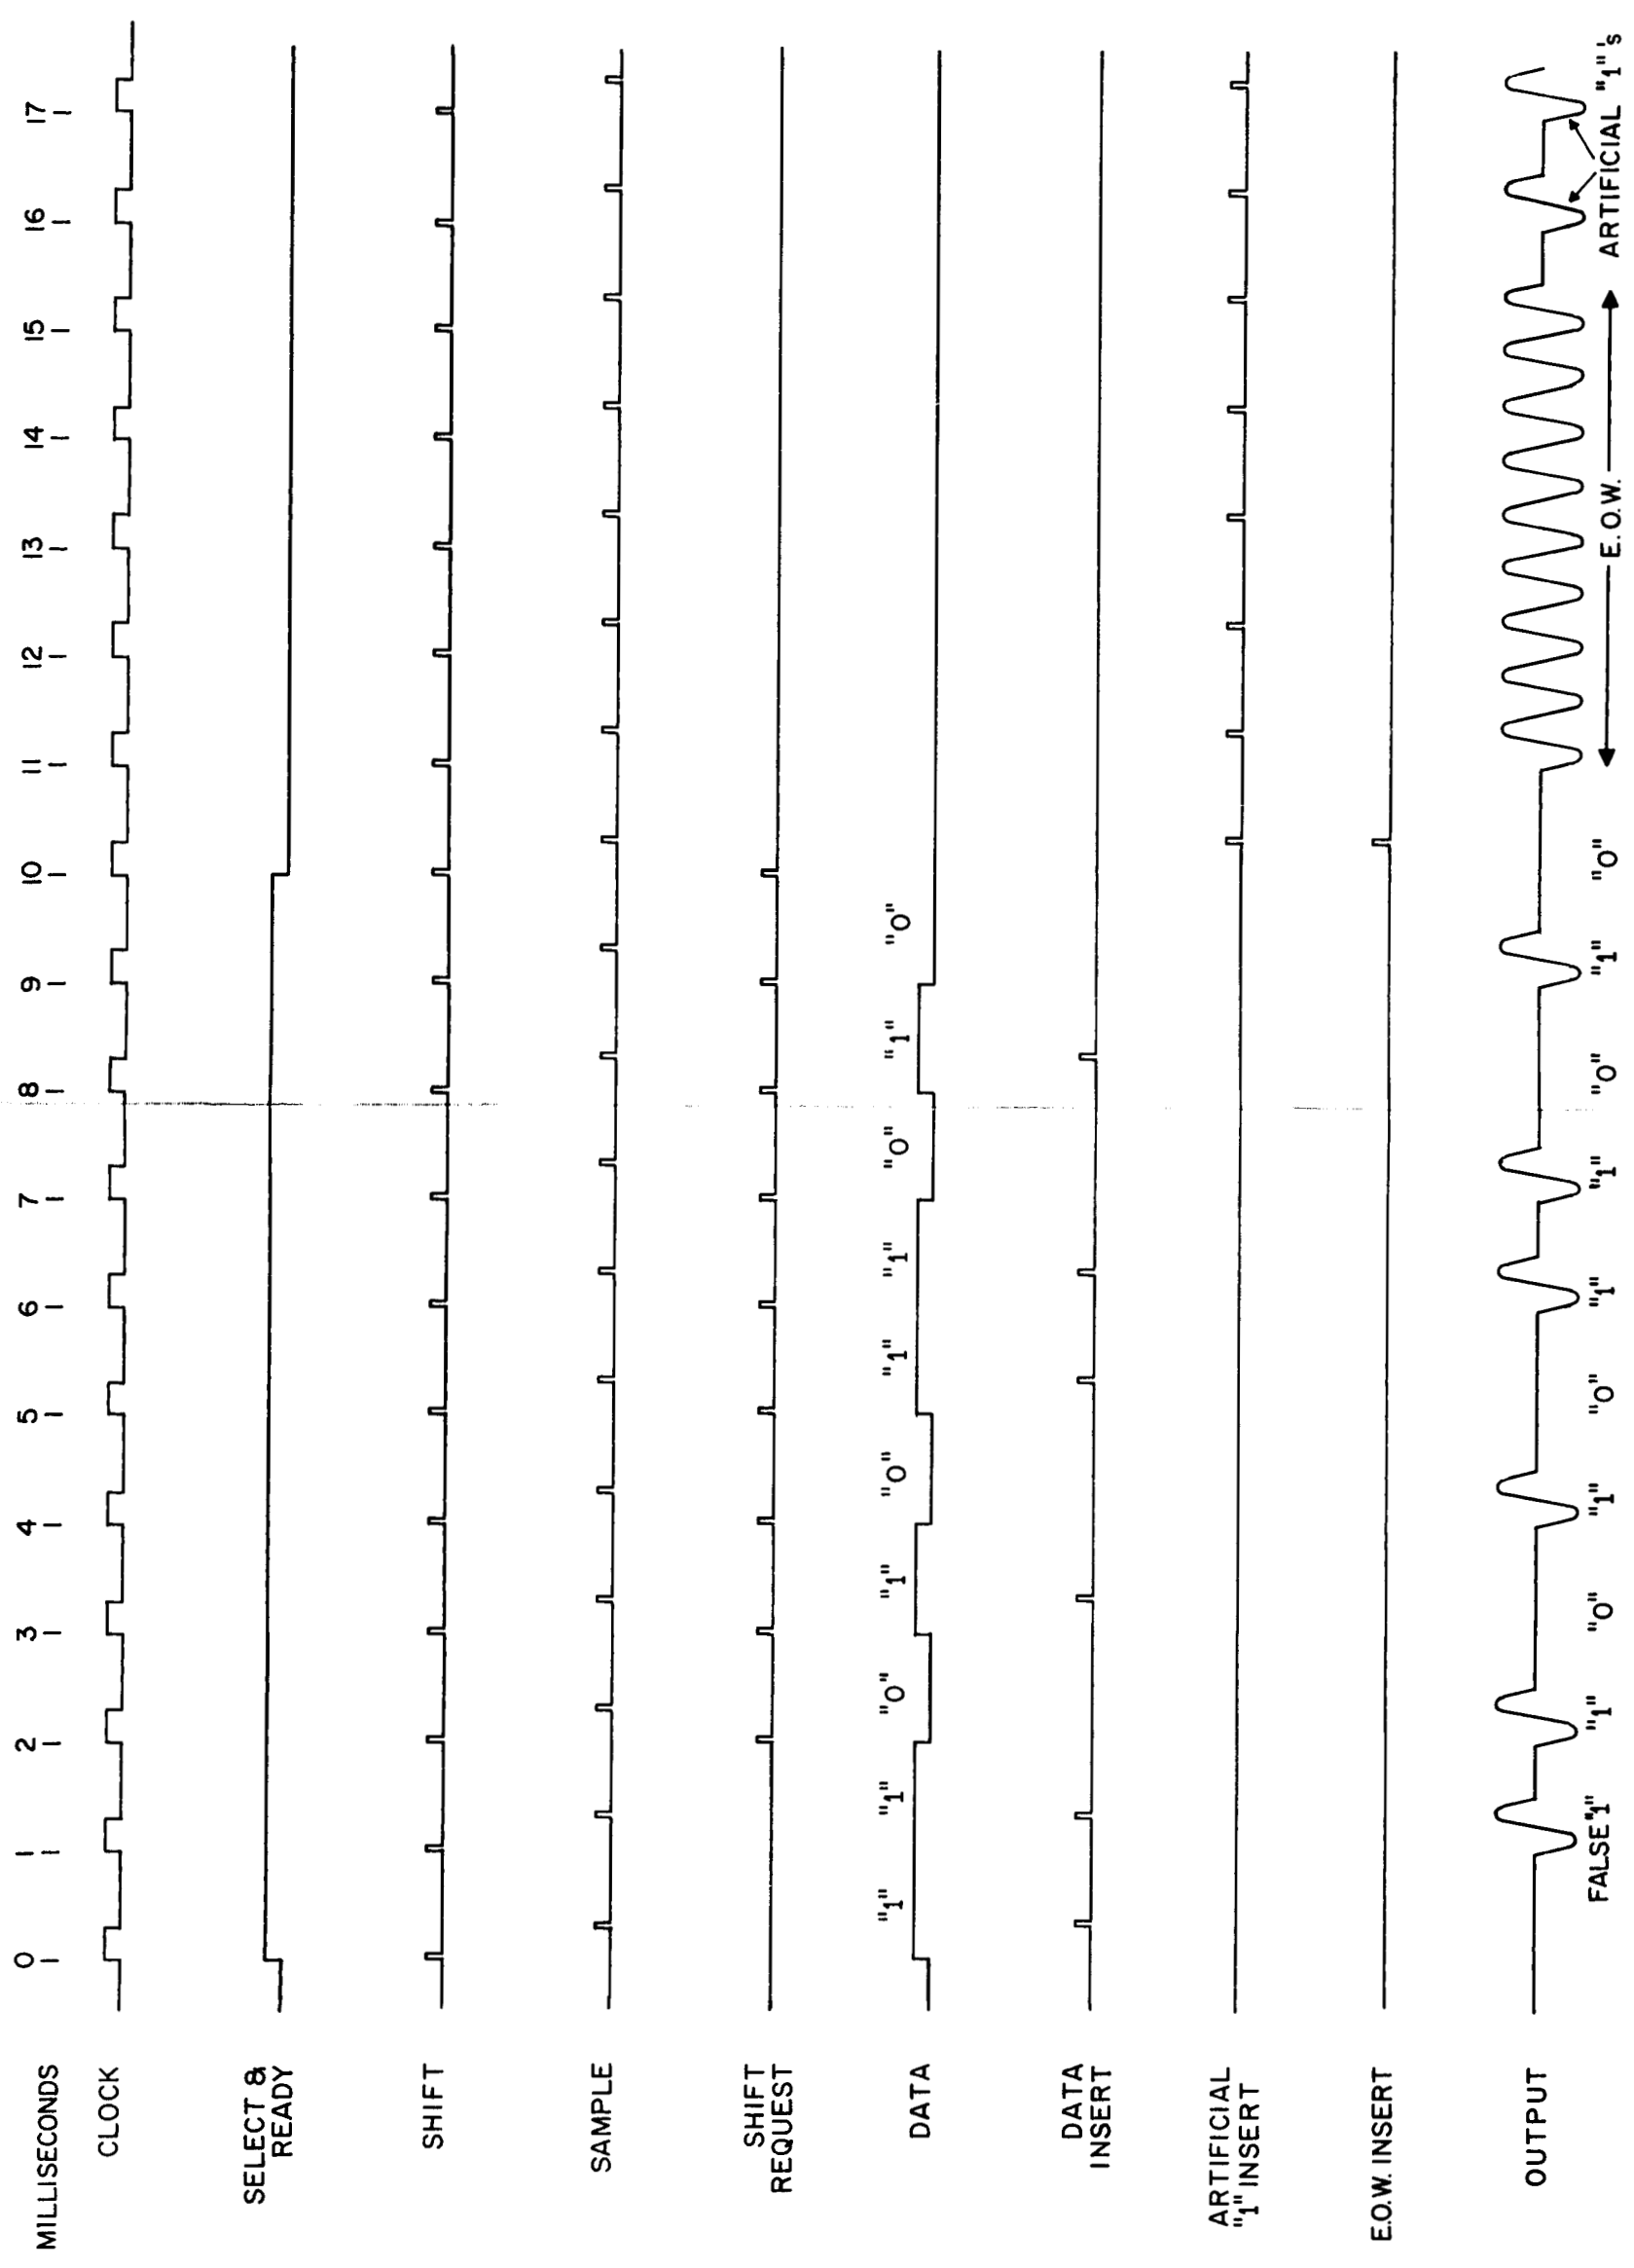 MILLISECONDS 0 1 2 3 4 5 6 7 8 9 10 11 12 13 14 15 16 17
CLOCK
SELECT &
READY
SHIFT
SAMPLE
SHIFT
REQUEST
DATA "1" "1" "0" "1" "0" "1" "1" "0" "1" "0"
DATA
INSERT
ARTIFICIAL
"1" INSERT
E.O.W. INSERT
OUTPUT
FALSE "1" "1" "0" "1" "0" "1" "1" "0" "1" "0" E.O.W. ARTIFICIAL "1"'s